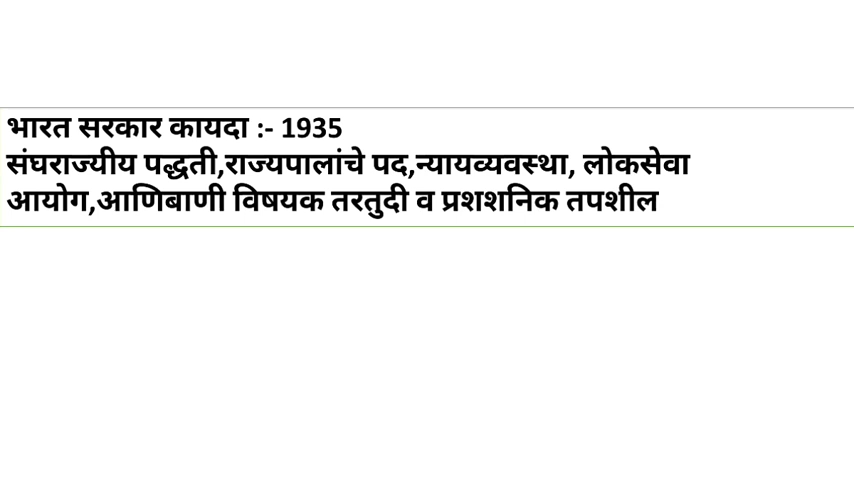 भारत सरकार कायदा :- 1935
संघराज्यीय पद्धती,राज्यपालांचे पद,न्यायव्यवस्था, लोकसेवा
आयोग,आणिबाणी विषयक तरतुदी व प्रशशनिक तपशील